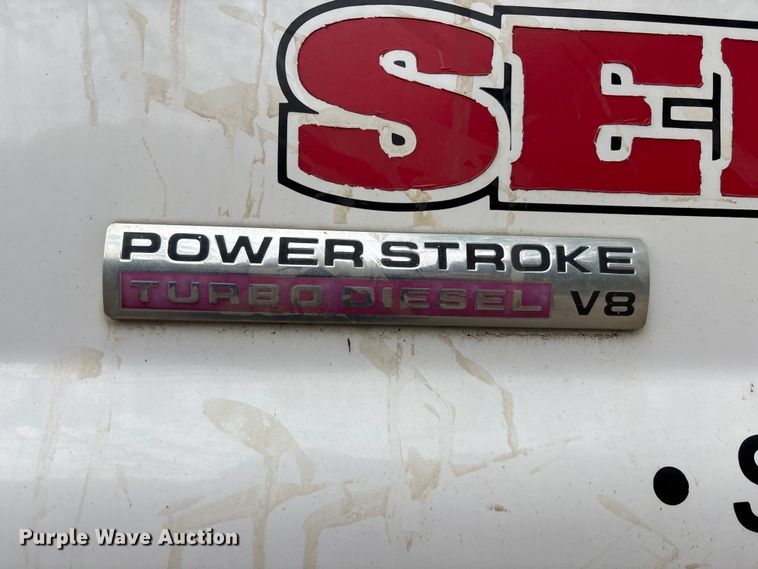 SE
POWER STROKE
TURBO DIESEL V8
• S
Purple Wave Auction